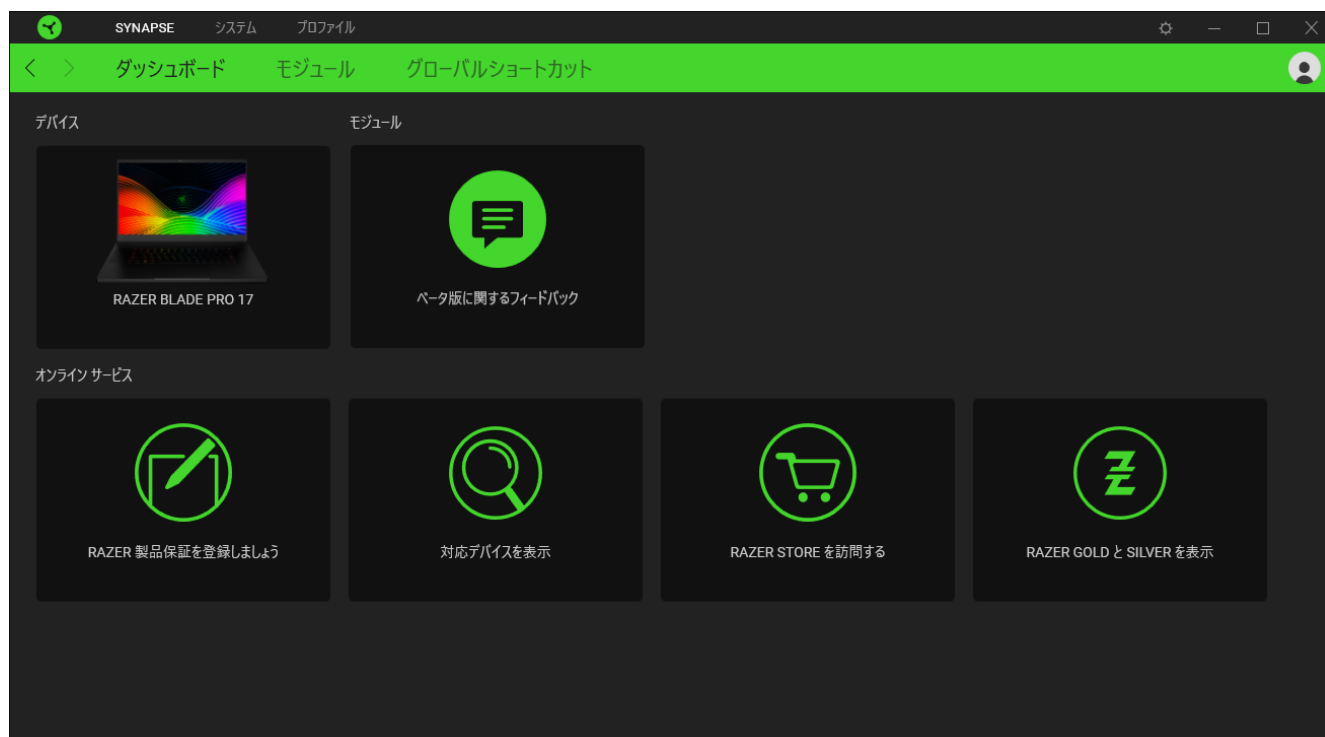 SYNAPSE システム プロファイル
ダッシュボード モジュール グローバルショートカット
デバイス モジュール
RAZER BLADE PRO 17 ベータ版に関するフィードバック
オンライン サービス
RAZER 製品保証を登録しましょう 対応デバイスを表示 RAZER STORE を訪問する RAZER GOLD と SILVER を表示